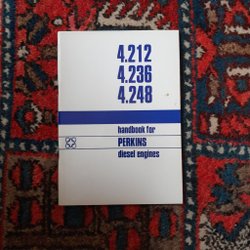 4.212
4.236
4.248
handbook for
PERKINS
diesel engines